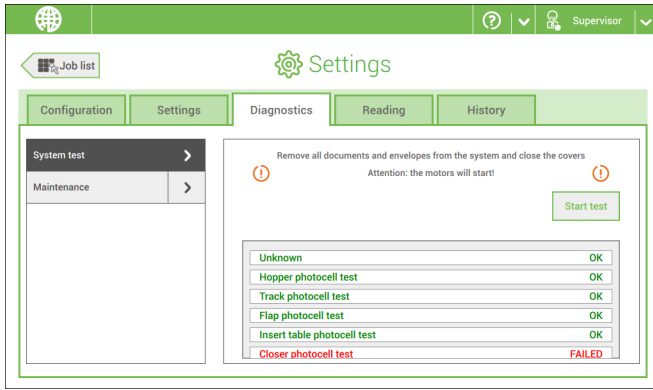 Supervisor
Job list
Settings
Configuration
Settings
Diagnostics
Reading
History
System test
Maintenance
Remove all documents and envelopes from the system and close the covers
Attention: the motors will start!
Start test
Unknown OK
Hopper photocell test OK
Track photocell test OK
Flap photocell test OK
Insert table photocell test OK
Closer photocell test FAILED